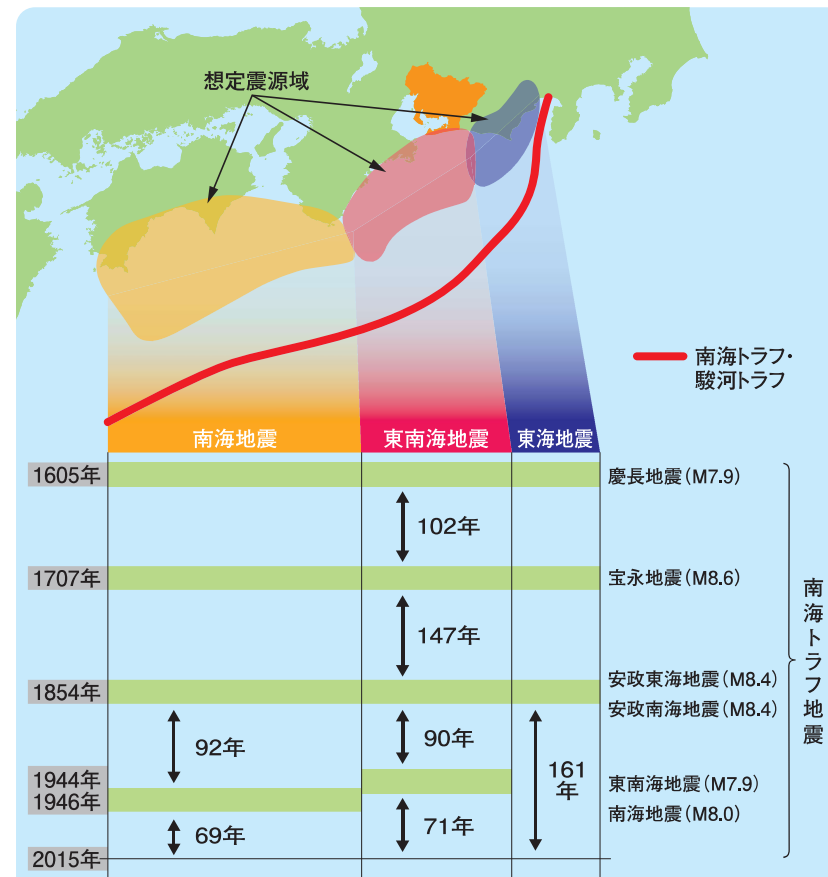 想定震源域
南海トラフ・
駿河トラフ
南海地震
東南海地震
東海地震
1605年
慶長地震(M7.9)
102年
1707年
宝永地震(M8.6)
147年
1854年
安政東海地震(M8.4)
安政南海地震(M8.4)
92年
90年
161
年
1944年
東南海地震(M7.9)
1946年
南海地震(M8.0)
69年
71年
2015年
南海トラフ地震